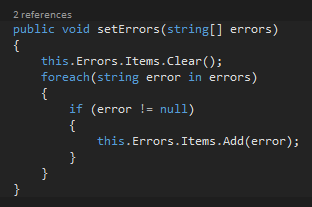 2 references
public void setErrors(string[] errors)
{
    this.Errors.Items.Clear();
    foreach(string error in errors)
    {
        if (error != null)
        {
            this.Errors.Items.Add(error);
        }
    }
}